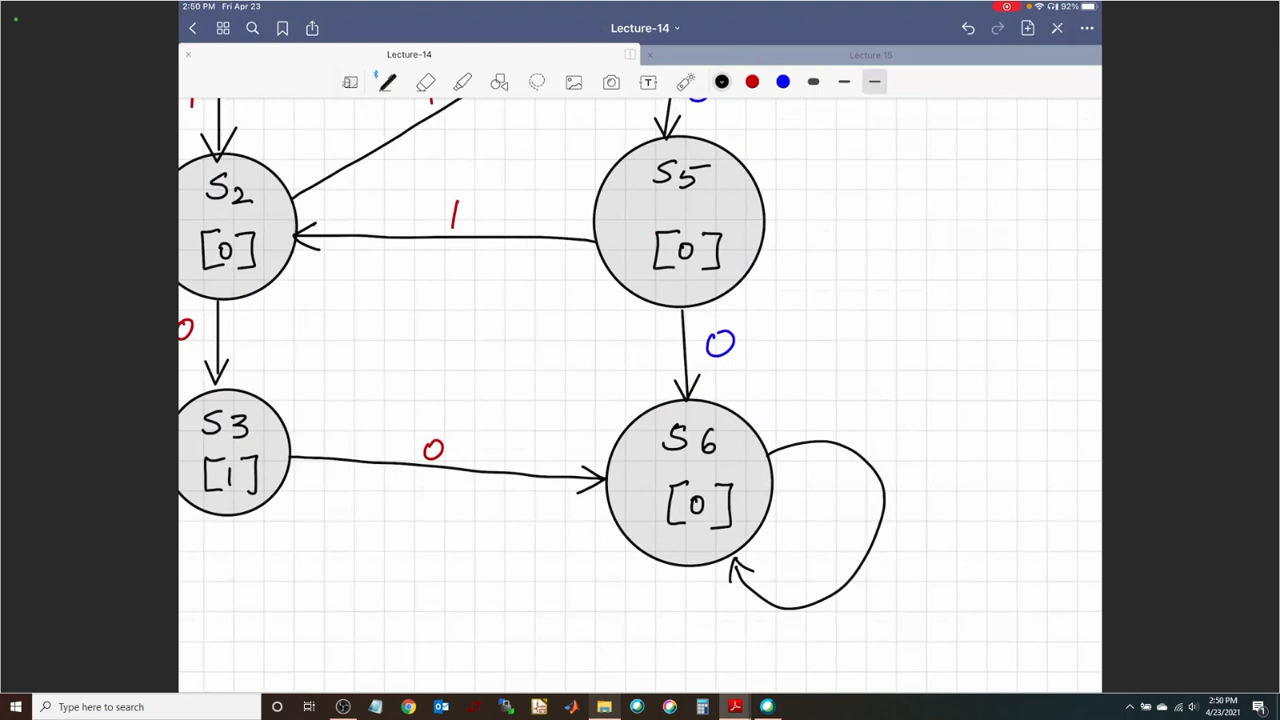 2:50 PM Fri Apr 23
92%
Lecture-14
Lecture-14
Lecture 15
T
S2
[0]
1
S5
[0]
0
0
S3
[1]
0
S6
[0]
Type here to search
2:50 PM
4/23/2021